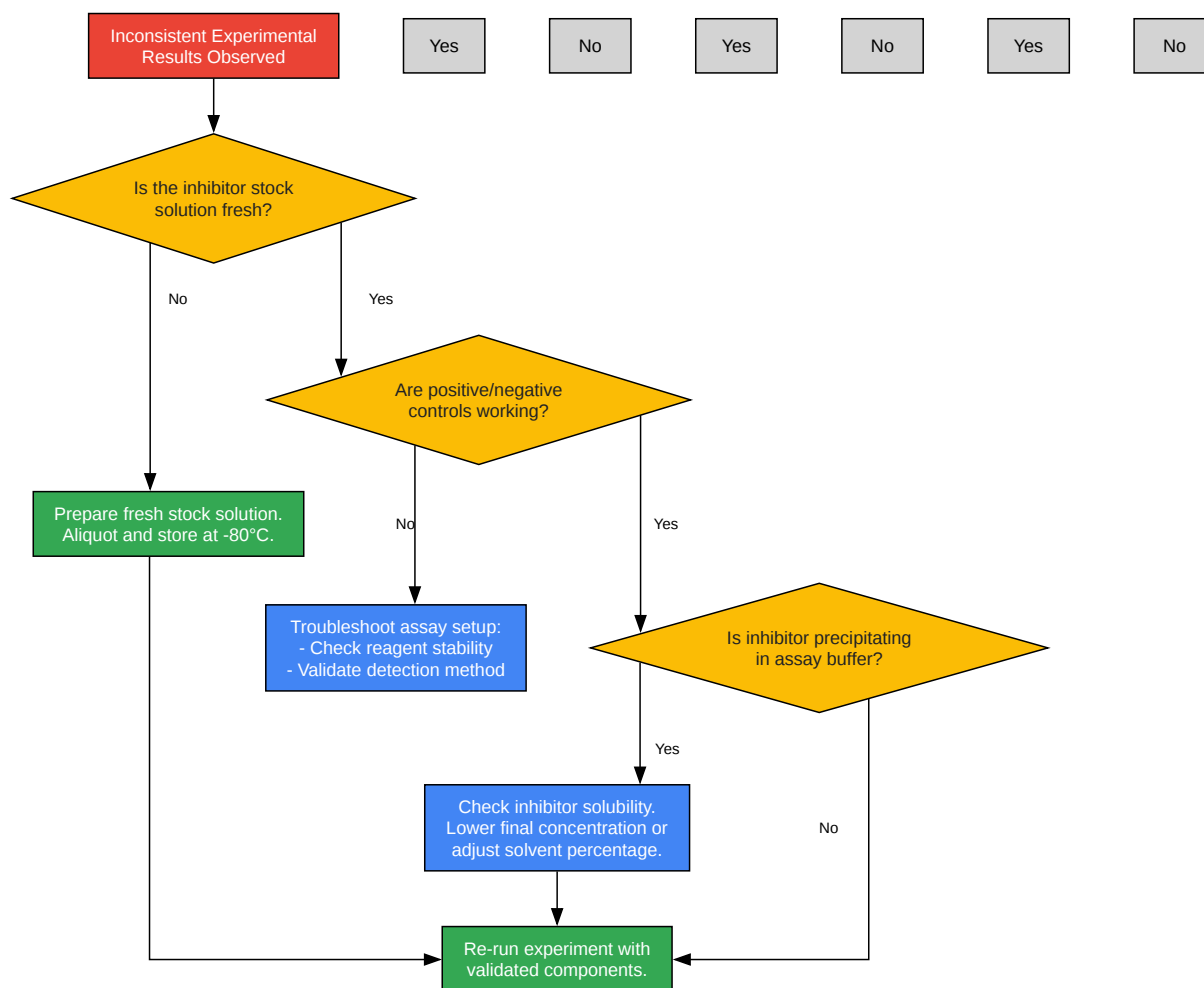 Inconsistent Experimental
Results Observed
Yes
No
Yes
No
Yes
No
Is the inhibitor stock
solution fresh?
No
Yes
Are positive/negative
controls working?
Prepare fresh stock solution.
Aliquot and store at -80°C.
No
Yes
Troubleshoot assay setup:
- Check reagent stability
- Validate detection method
Is inhibitor precipitating
in assay buffer?
Yes
Check inhibitor solubility.
Lower final concentration or
adjust solvent percentage.
No
Re-run experiment with
validated components.